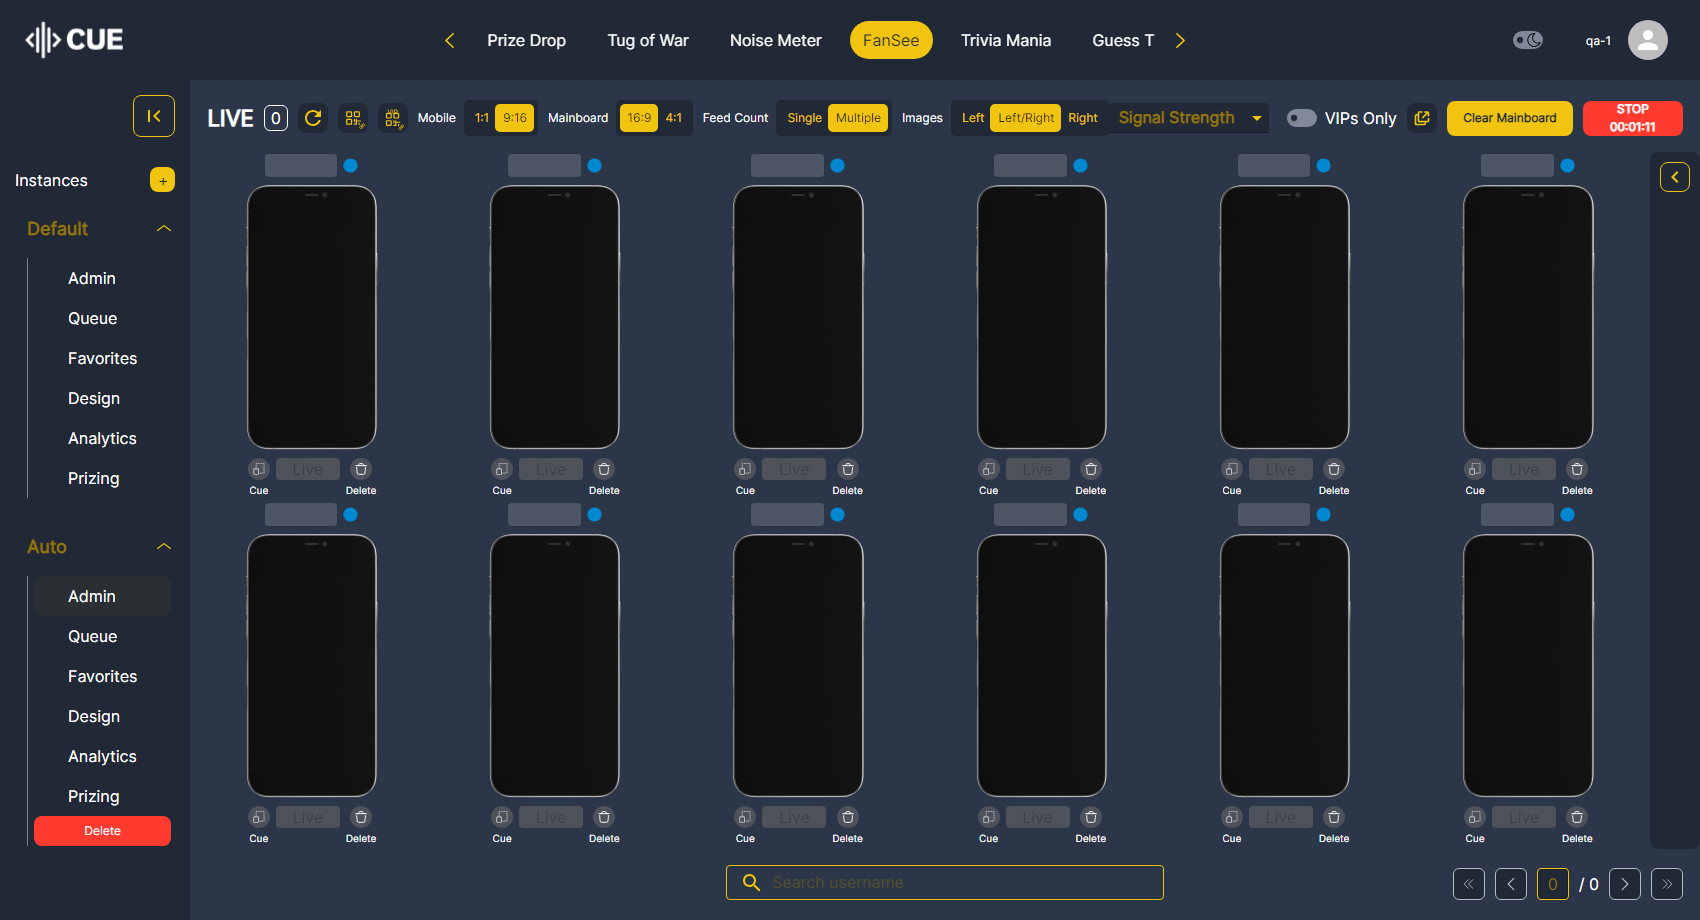 CUE
Prize Drop Tug of War Noise Meter FanSee Trivia Mania Guess T
qa-1
LIVE 0 Mobile 1:1 9:16 Mainboard 16:9 4:1 Feed Count Single Multiple Images Left Left/Right Right Signal Strength VIPs Only Clear Mainboard STOP
00:01:11
Instances +
Default
Admin
Queue
Favorites
Design
Analytics
Prizing
Auto
Admin
Queue
Favorites
Design
Analytics
Prizing
Delete
Live Live Live Live Live Live
Cue Delete Cue Delete Cue Delete Cue Delete Cue Delete Cue Delete
Live Live Live Live Live Live
Cue Delete Cue Delete Cue Delete Cue Delete Cue Delete Cue Delete
Search username
0 / 0